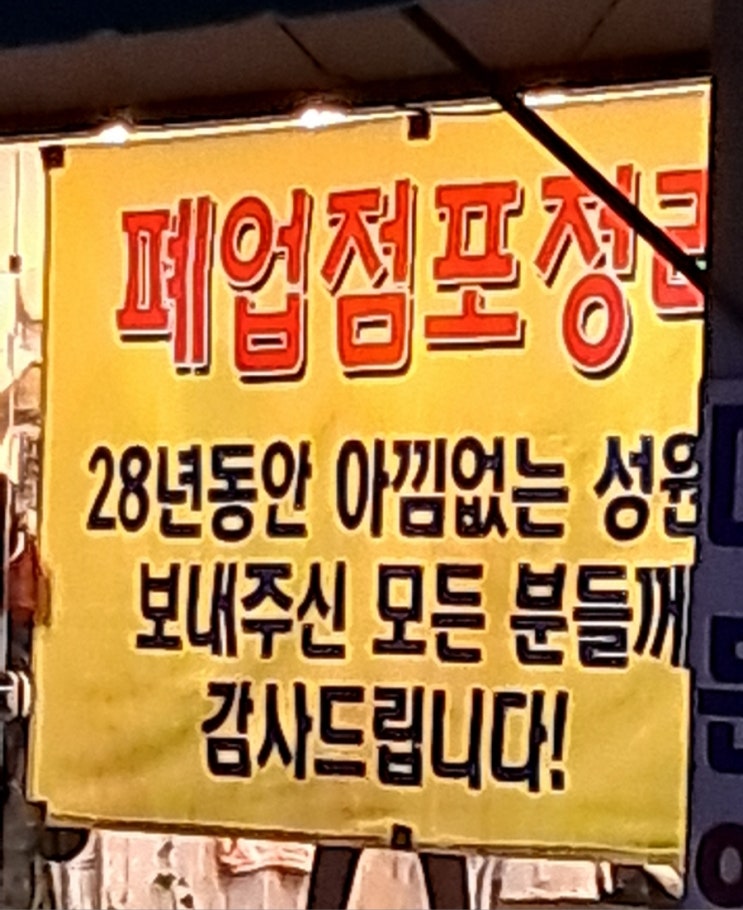 폐업점포정
28년동안 아낌없는 성원
보내주신 모든 분들께
감사드립니다!